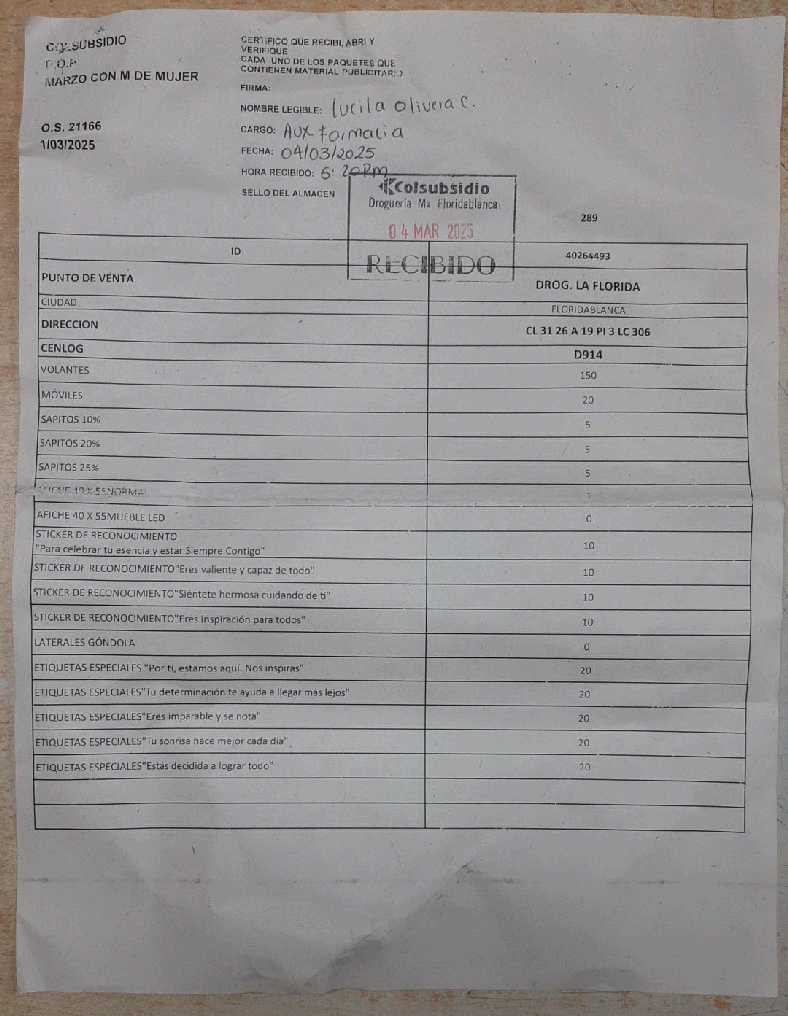 COLSUBSIDIO
C.O.P
MARZO CON M DE MUJER
O.S. 21166
1/03/2025
CERTIFICO QUE RECIBI, ABRI Y
VERIFIQUE
CADA UNO DE LOS PAQUETES QUE
CONTIENEN MATERIAL PUBLICITARIO
FIRMA:
NOMBRE LEGIBLE: Lucila Olivera C.
CARGO: Aux farmacia
FECHA: 04/03/2025
HORA RECIBIDO: 5:20PM
SELLO DEL ALMACEN
Colsubsidio
Droguería Mx Floridablanca
04 MAR 2025
RECIBIDO
289
ID 40264493
PUNTO DE VENTA DROG. LA FLORIDA
CIUDAD FLORIDABLANCA
DIRECCION CL 31 26 A 19 PI 3 LC 306
CENLOG D914
VOLANTES 150
MÓVILES 20
SAPITOS 10% 5
SAPITOS 20% 5
SAPITOS 25% 5
AFICHE 40 X 55NORMAL
AFICHE 40 X 55MUEBLE LED 0
STICKER DE RECONOCIMIENTO
"Para celebrar tu esencia y estar Siempre Contigo" 10
STICKER DE RECONOCIMIENTO"Eres valiente y capaz de todo" 10
STICKER DE RECONOCIMIENTO"Siéntete hermosa cuidando de ti" 10
STICKER DE RECONOCIMIENTO"Eres inspiración para todos" 10
LATERALES GÓNDOLA 0
ETIQUETAS ESPECIALES "Por ti, estamos aquí. Nos inspiras" 20
ETIQUETAS ESPECIALES"Tu determinación te ayuda a llegar más lejos" 20
ETIQUETAS ESPECIALES"Eres imparable y se nota" 20
ETIQUETAS ESPECIALES"Tu sonrisa hace mejor cada día" 20
ETIQUETAS ESPECIALES"Estás decidida a lograr todo" 20